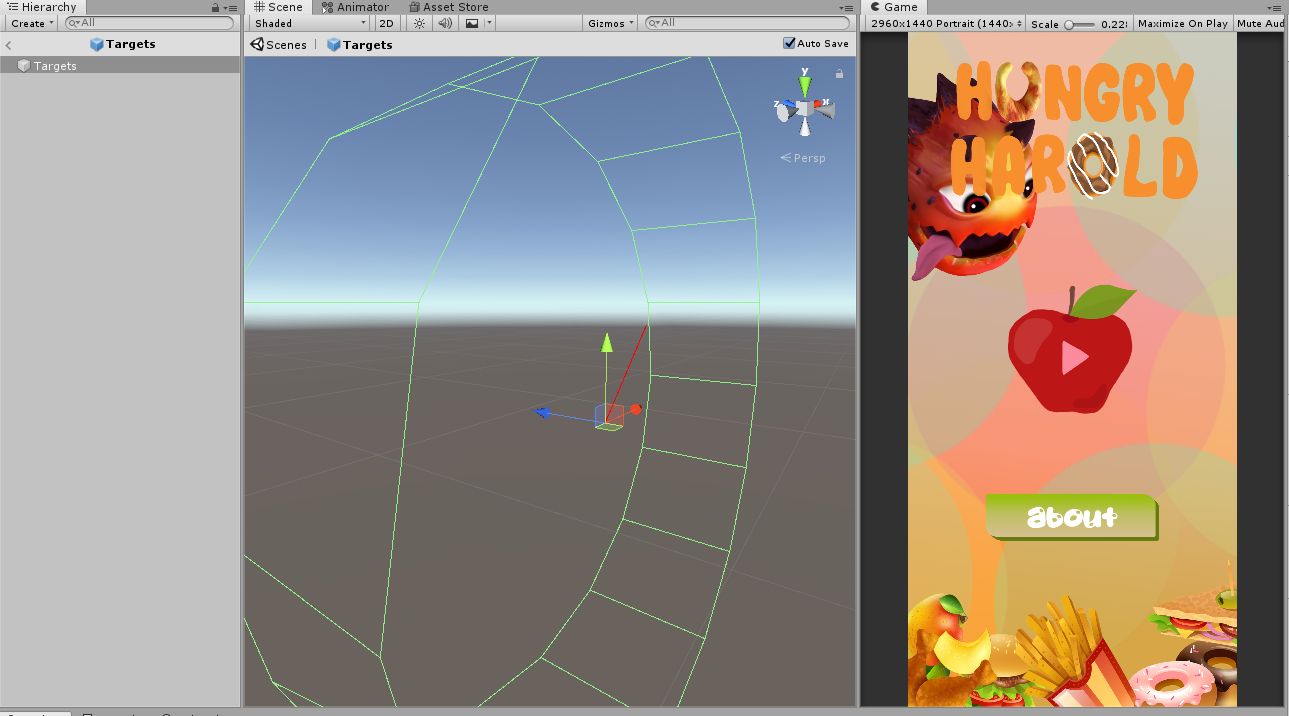 Hierarchy
Create
All
Targets
Targets
Scene
Animator
Asset Store
Shaded
2D
Gizmos
All
Scenes
Targets
Auto Save
y
z
x
Persp
Game
2960x1440 Portrait (1440x
Scale
0.22
Maximize On Play
Mute Aud
HUNGRY
HAROLD
about